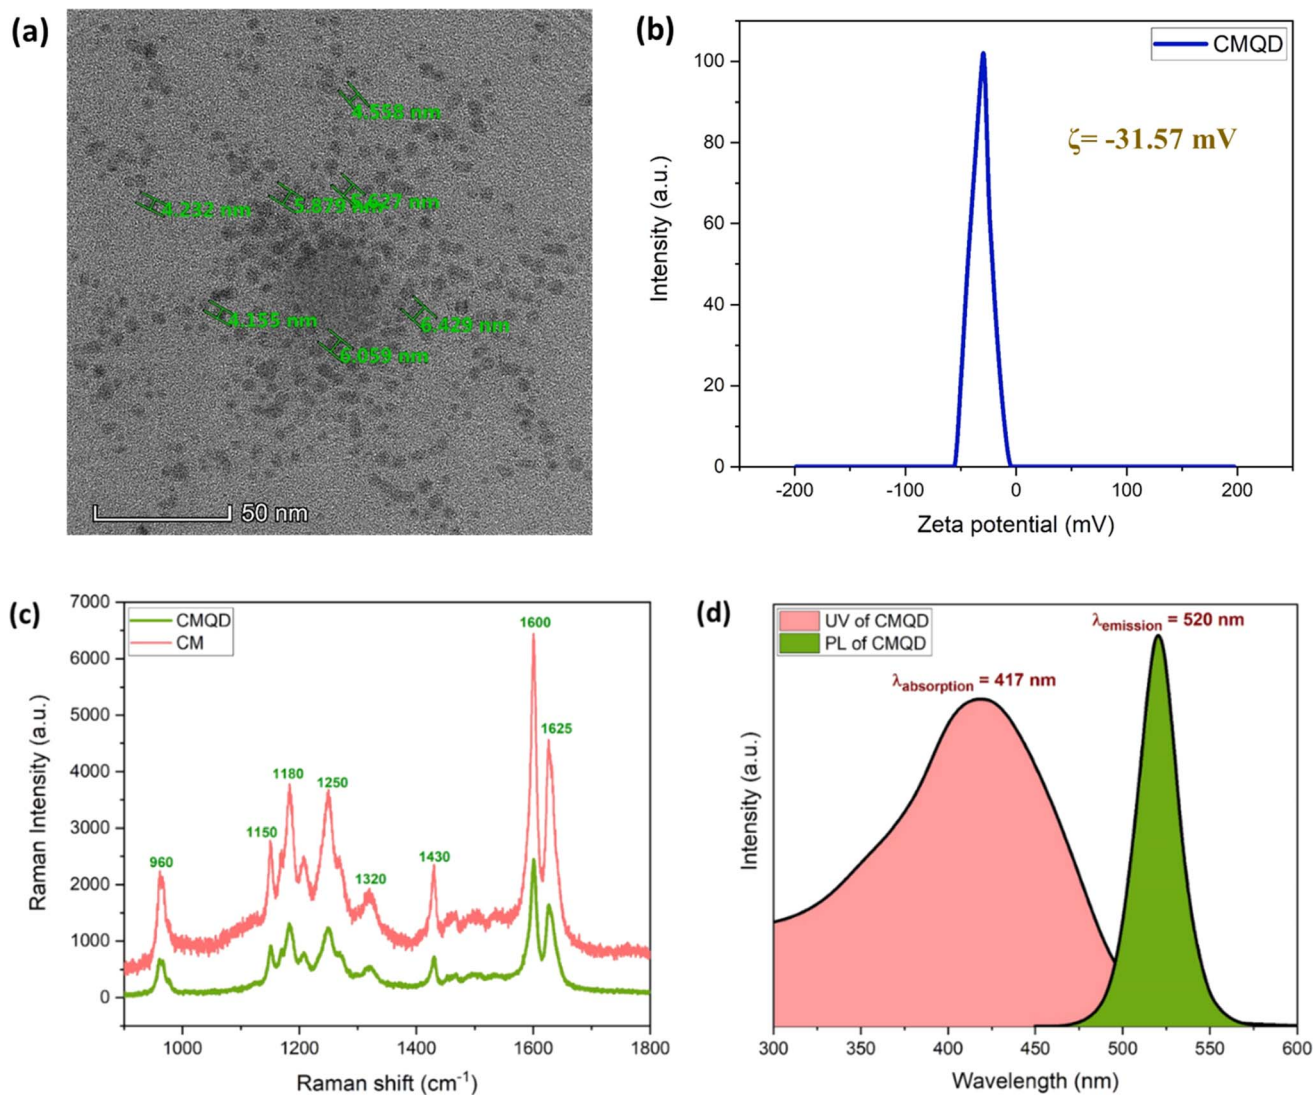 (a)
4.558 nm
4.232 nm
5.879 nm
4.155 nm
6.429 nm
6.059 nm
50 nm
(b)
CMQD
ζ= -31.57 mV
Intensity (a.u.)
100
80
60
40
20
0
-200 -100 0 100 200
Zeta potential (mV)
(c)
CMQD
CM
Raman Intensity (a.u.)
7000
6000
5000
4000
3000
2000
1000
0
960
1150
1180
1250
1320
1430
1600
1625
1000 1200 1400 1600 1800
Raman shift (cm-1)
(d)
UV of CMQD
PL of CMQD
λemission = 520 nm
λabsorption = 417 nm
Intensity (a.u.)
300 350 400 450 500 550 600
Wavelength (nm)